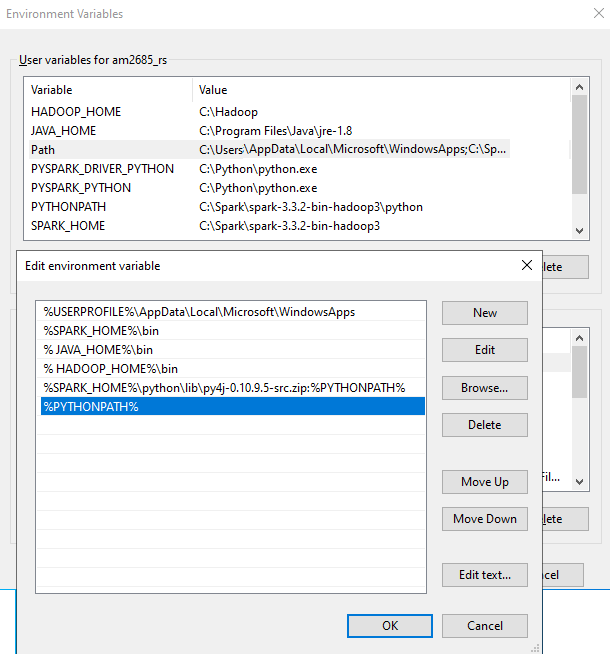 Environment Variables
User variables for am2685_rs
Variable Value
HADOOP_HOME C:\Hadoop
JAVA_HOME C:\Program Files\Java\jre-1.8
Path C:\Users\AppData\Local\Microsoft\WindowsApps;C:\Sp...
PYSPARK_DRIVER_PYTHON C:\Python\python.exe
PYSPARK_PYTHON C:\Python\python.exe
PYTHONPATH C:\Spark\spark-3.3.2-bin-hadoop3\python
SPARK_HOME C:\Spark\spark-3.3.2-bin-hadoop3
lete
Edit environment variable
%USERPROFILE%\AppData\Local\Microsoft\WindowsApps
%SPARK_HOME%\bin
% JAVA_HOME%\bin
% HADOOP_HOME%\bin
%SPARK_HOME%\python\lib\py4j-0.10.9.5-src.zip:%PYTHONPATH%
%PYTHONPATH%
New
Edit
Browse...
Delete
Move Up
Move Down
Edit text...
OK
Cancel
Fil...
lete
cel